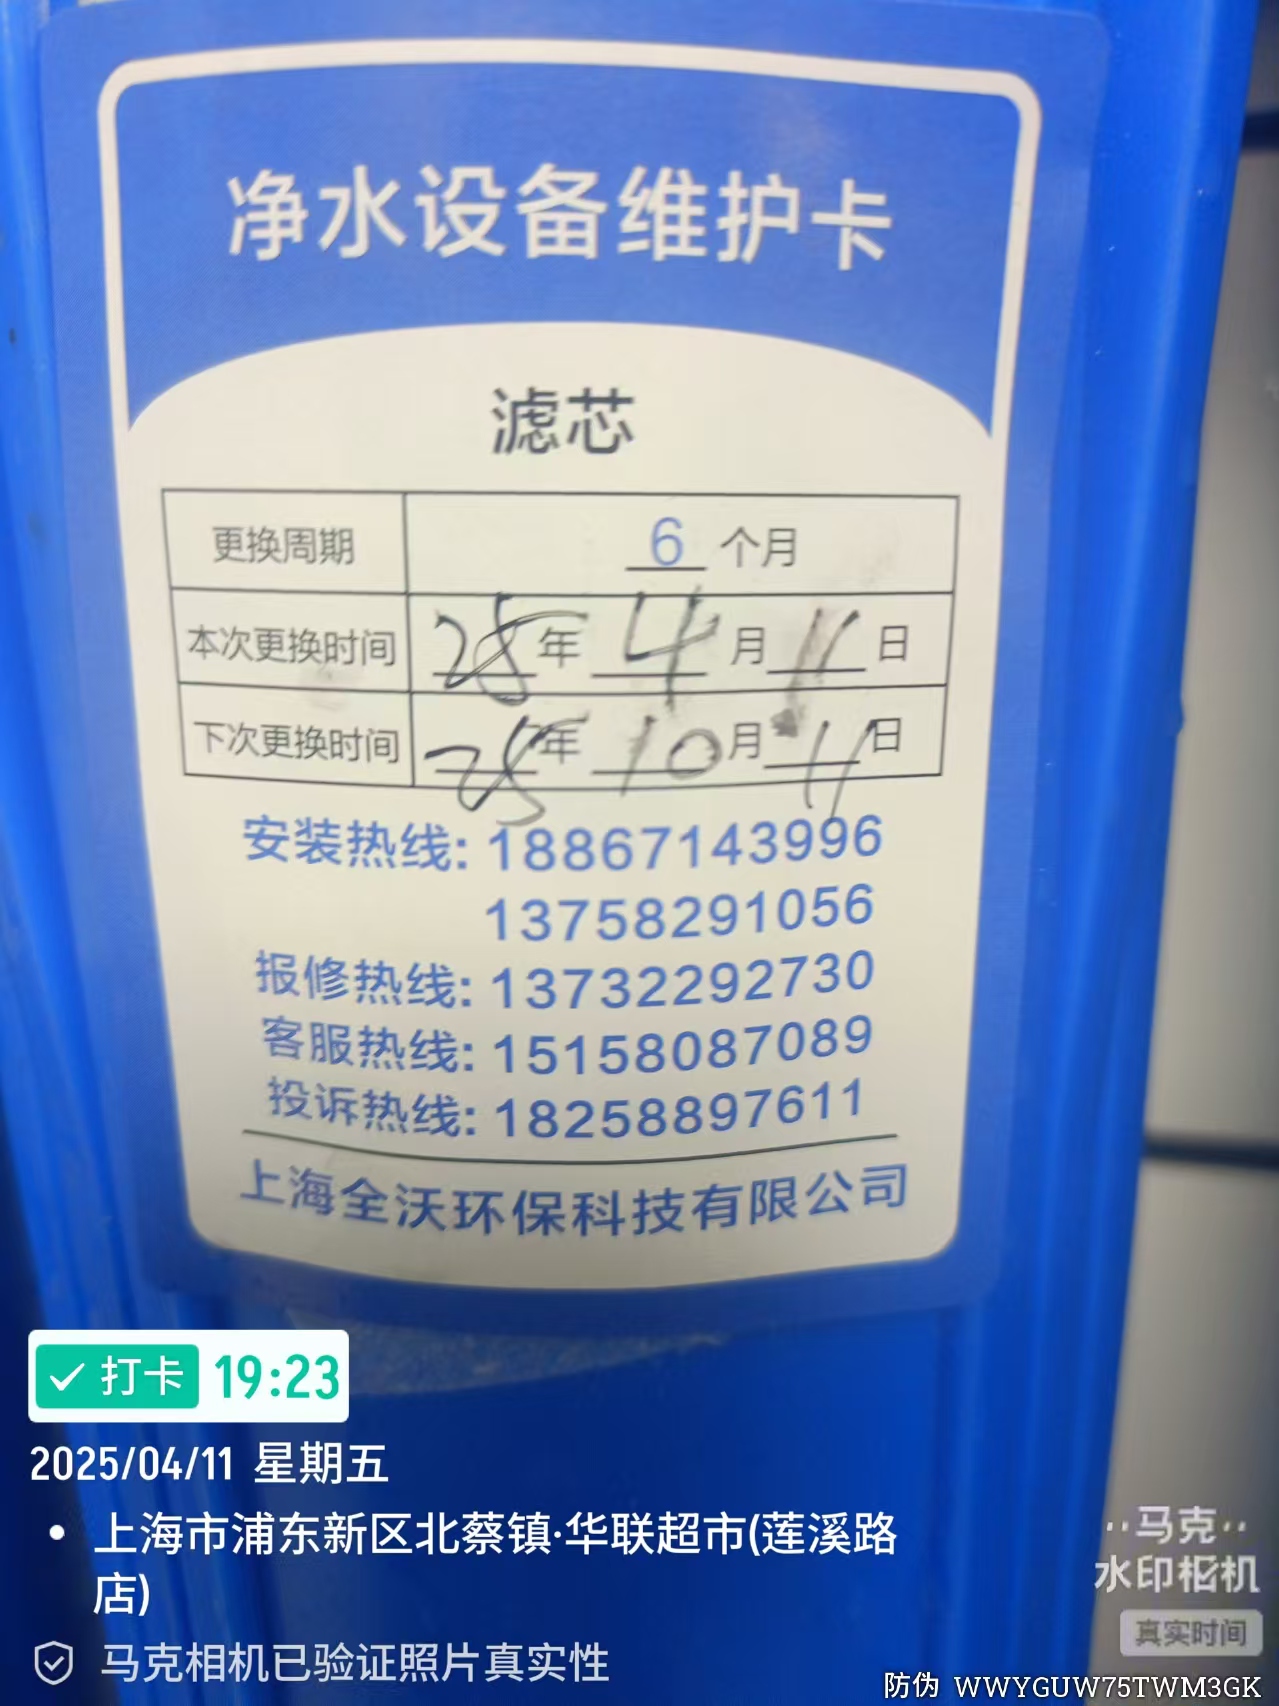 净水设备维护卡
滤芯
更换周期 6 个月
本次更换时间 25年 4月 11日
下次更换时间 25年 10月 11日
安装热线: 18867143996
13758291056
报修热线: 13732292730
客服热线: 15158087089
投诉热线: 18258897611
上海全沃环保科技有限公司
打卡 19:23
2025/04/11 星期五
上海市浦东新区北蔡镇·华联超市(莲溪路
店)
马克相机已验证照片真实性
马克
水印相机
真实时间
防伪 WWYGUW75TWM3GK